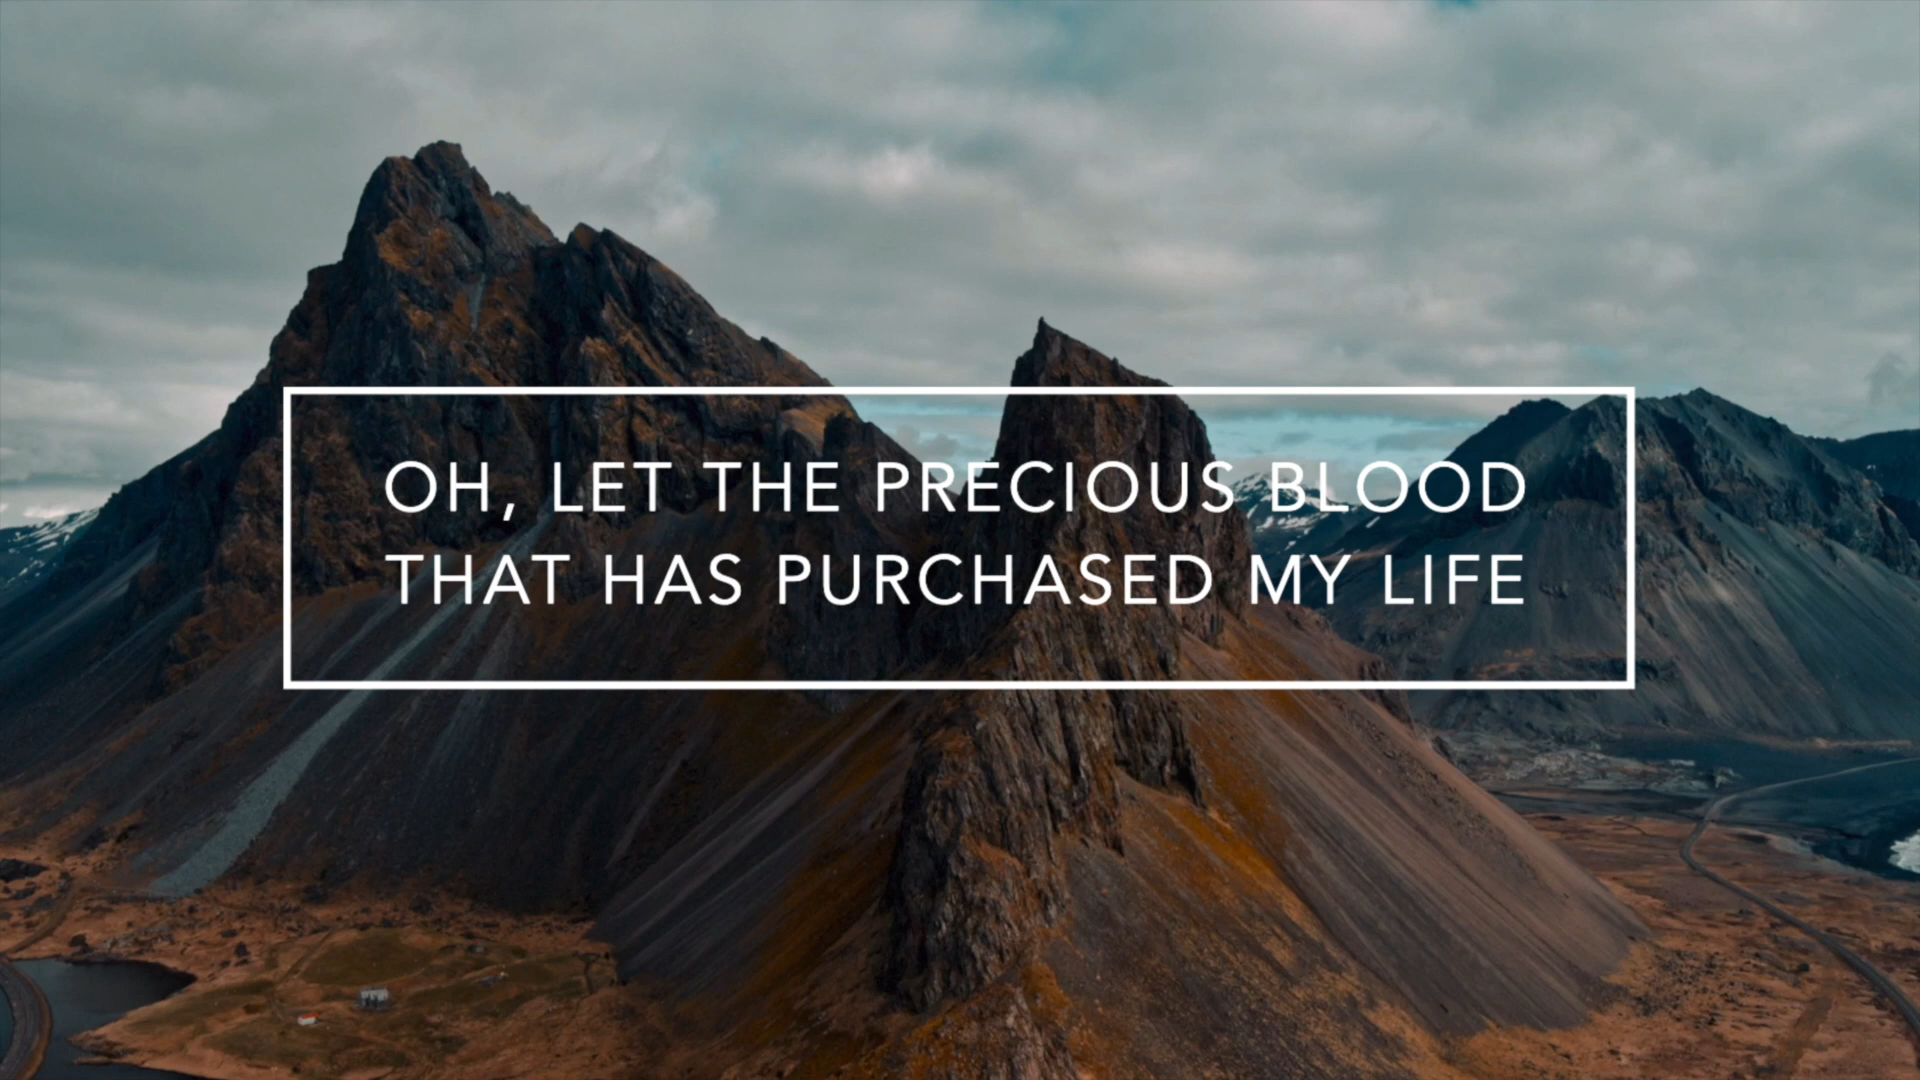 OH, LET THE PRECIOUS BLOOD
THAT HAS PURCHASED MY LIFE